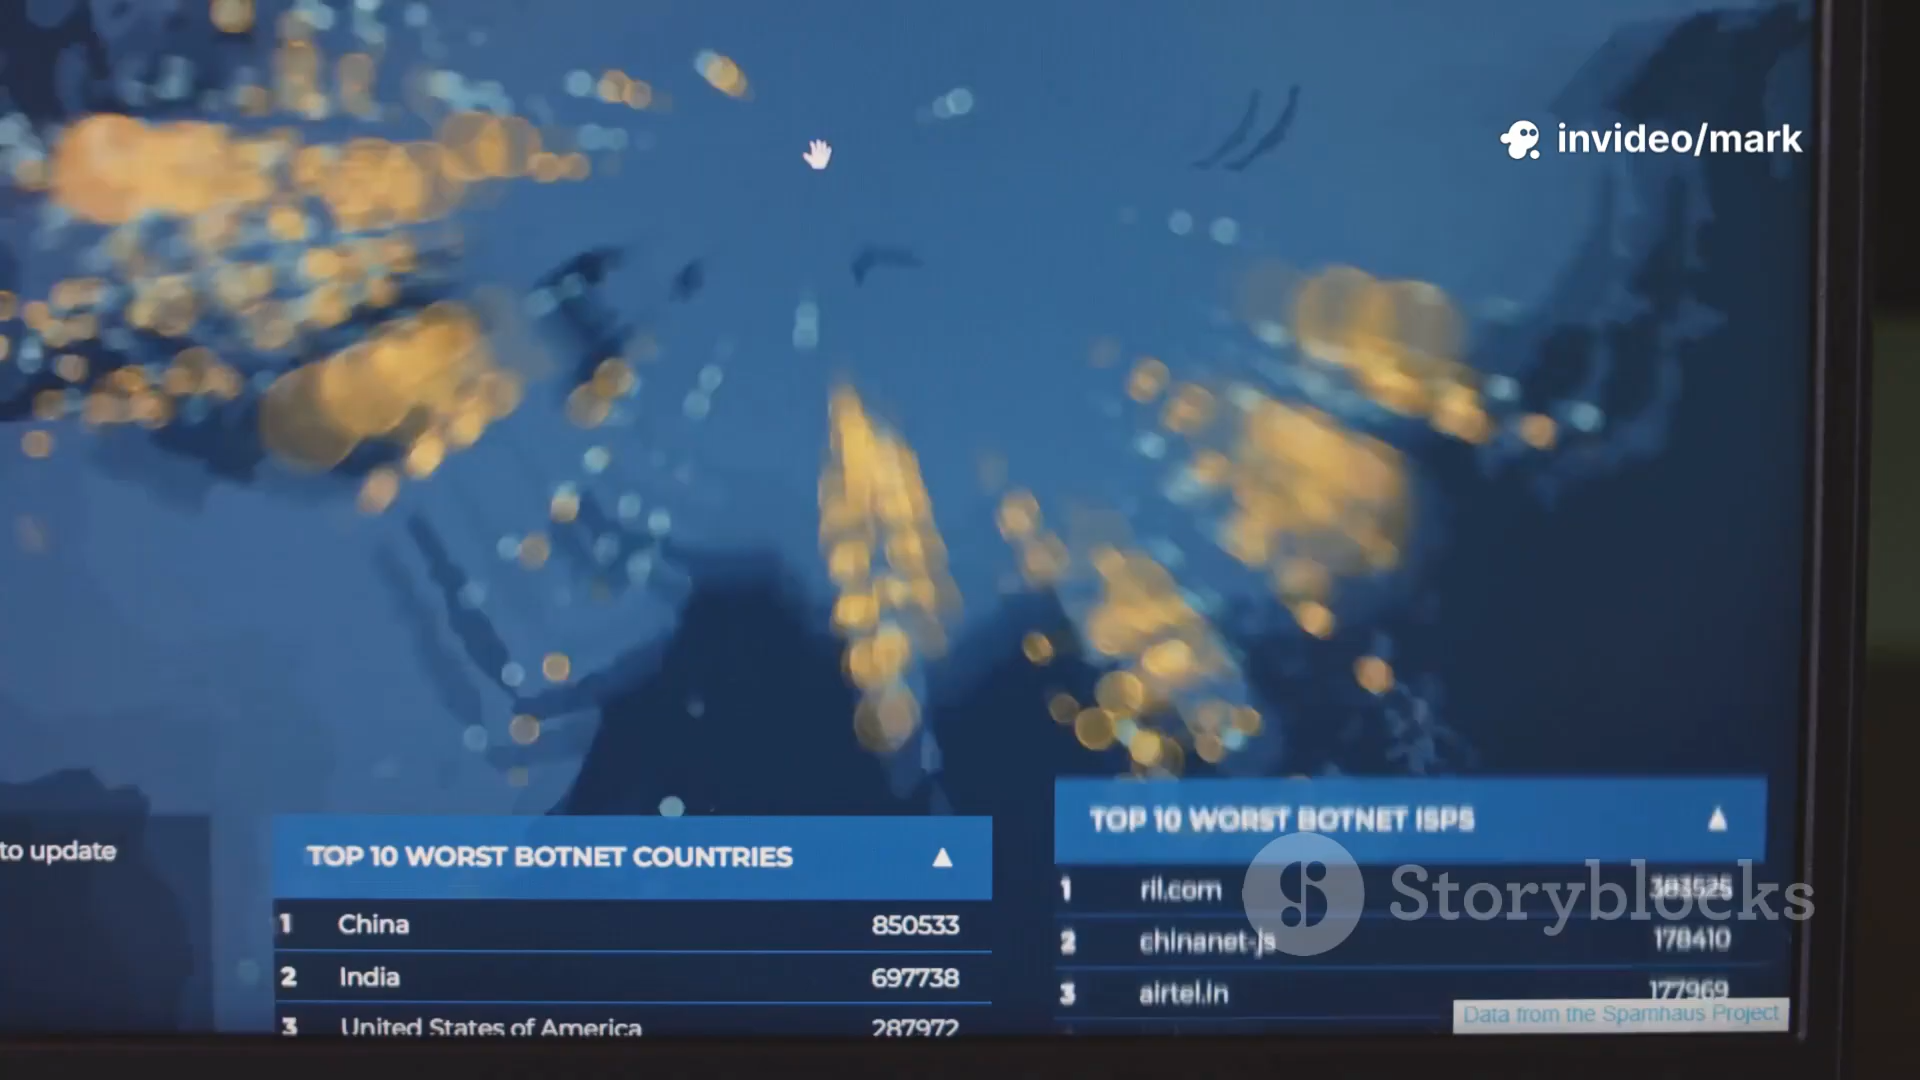 invideo/mark
to update
TOP 10 WORST BOTNET COUNTRIES
1 China 850533
2 India 697738
3 United States of America 287972
TOP 10 WORST BOTNET ISPS
1 ril.com 383525
2 chinanet-js 178410
3 airtel.in 177969
Storyblocks
Data from the Spamhaus Project